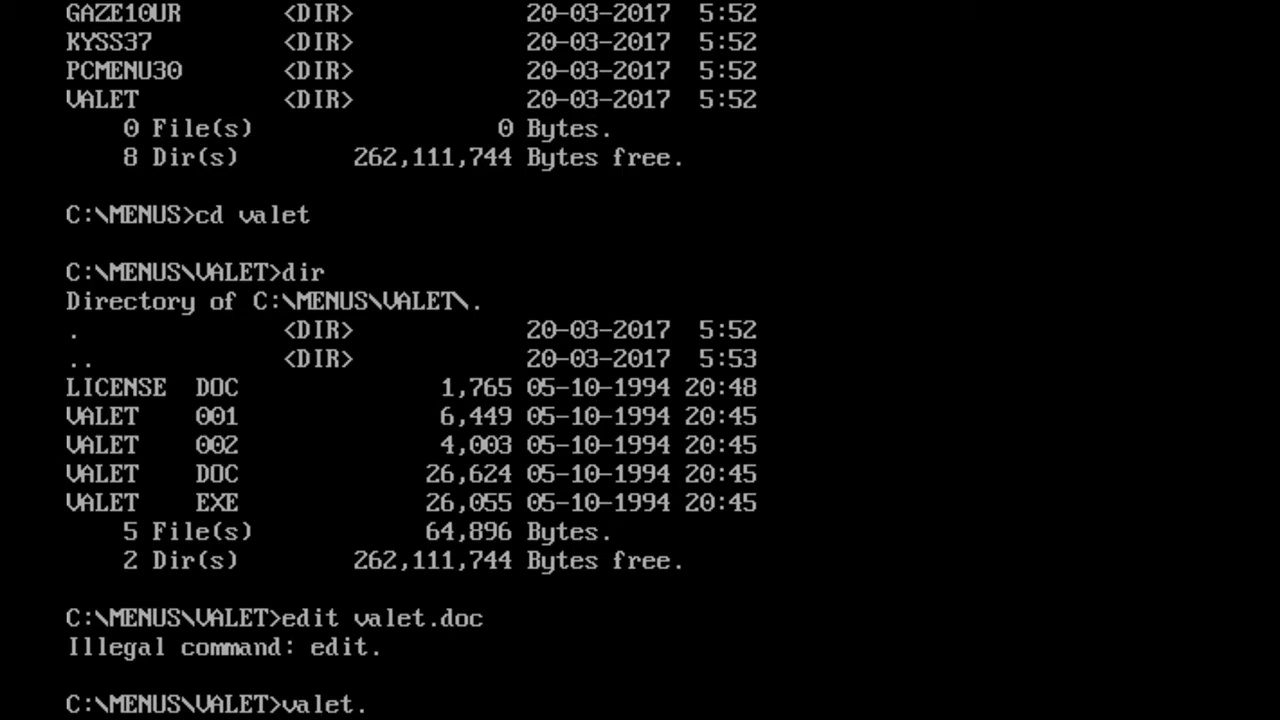 GAZE10UR <DIR> 20-03-2017 5:52
KYSS37 <DIR> 20-03-2017 5:52
PCMENU30 <DIR> 20-03-2017 5:52
VALET <DIR> 20-03-2017 5:52
0 File(s) 0 Bytes.
8 Dir(s) 262,111,744 Bytes free.
C:\MENUS>cd valet
C:\MENUS\VALET>dir
Directory of C:\MENUS\VALET\.
. <DIR> 20-03-2017 5:52
.. <DIR> 20-03-2017 5:53
LICENSE DOC 1,765 05-10-1994 20:48
VALET 001 6,449 05-10-1994 20:45
VALET 002 4,003 05-10-1994 20:45
VALET DOC 26,624 05-10-1994 20:45
VALET EXE 26,055 05-10-1994 20:45
5 File(s) 64,896 Bytes.
2 Dir(s) 262,111,744 Bytes free.
C:\MENUS\VALET>edit valet.doc
Illegal command: edit.
C:\MENUS\VALET>valet.